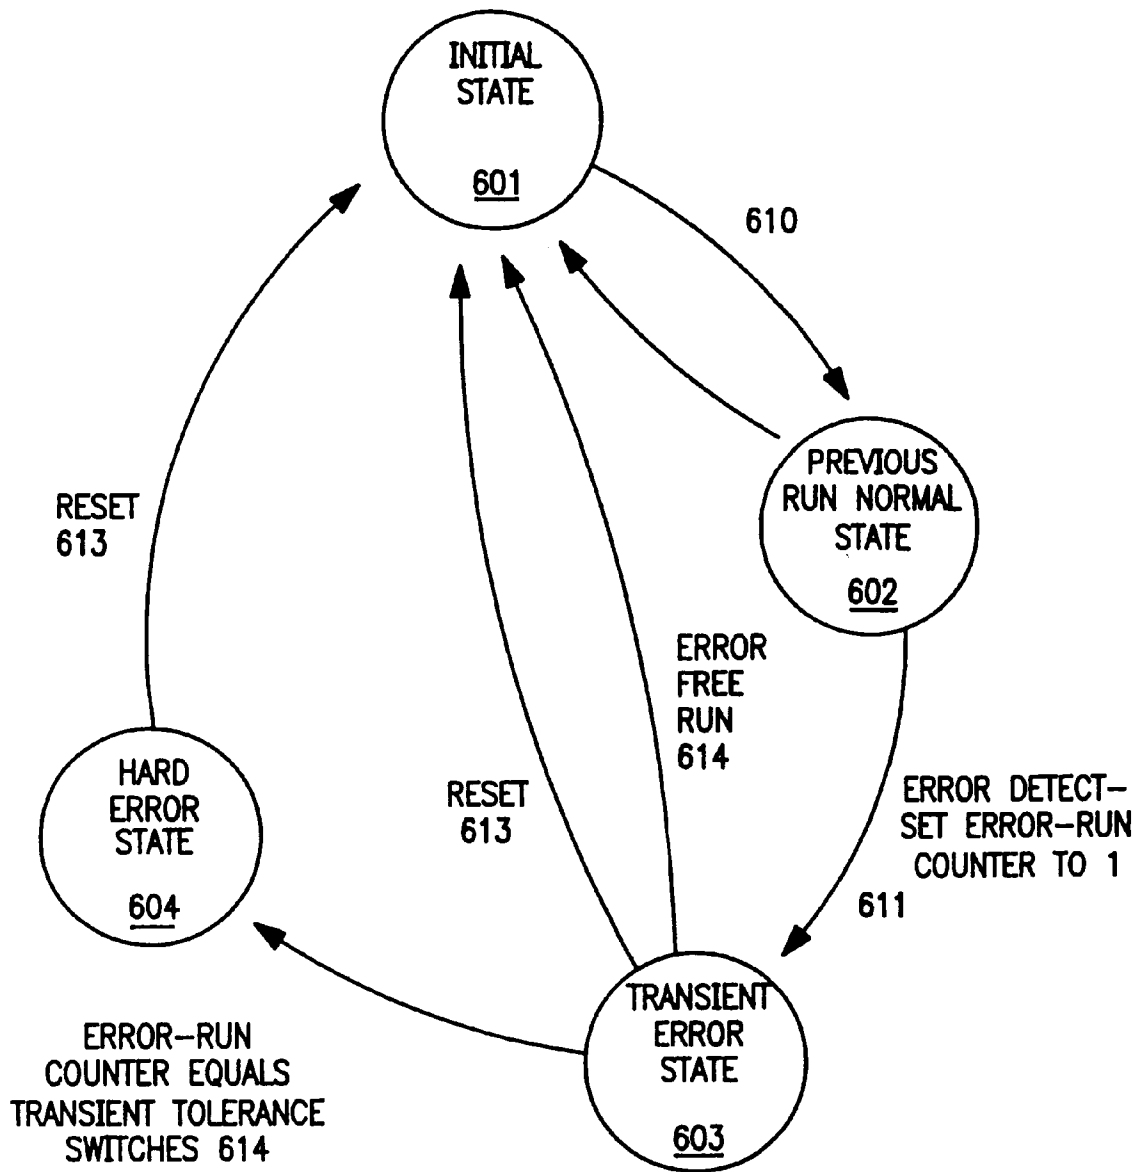 INITIAL
STATE
601
610
PREVIOUS
RUN NORMAL
STATE
602
RESET
613
ERROR
FREE
RUN
614
HARD
ERROR
STATE
604
RESET
613
ERROR DETECT-
SET ERROR-RUN
COUNTER TO 1
611
TRANSIENT
ERROR
STATE
603
ERROR-RUN
COUNTER EQUALS
TRANSIENT TOLERANCE
SWITCHES 614